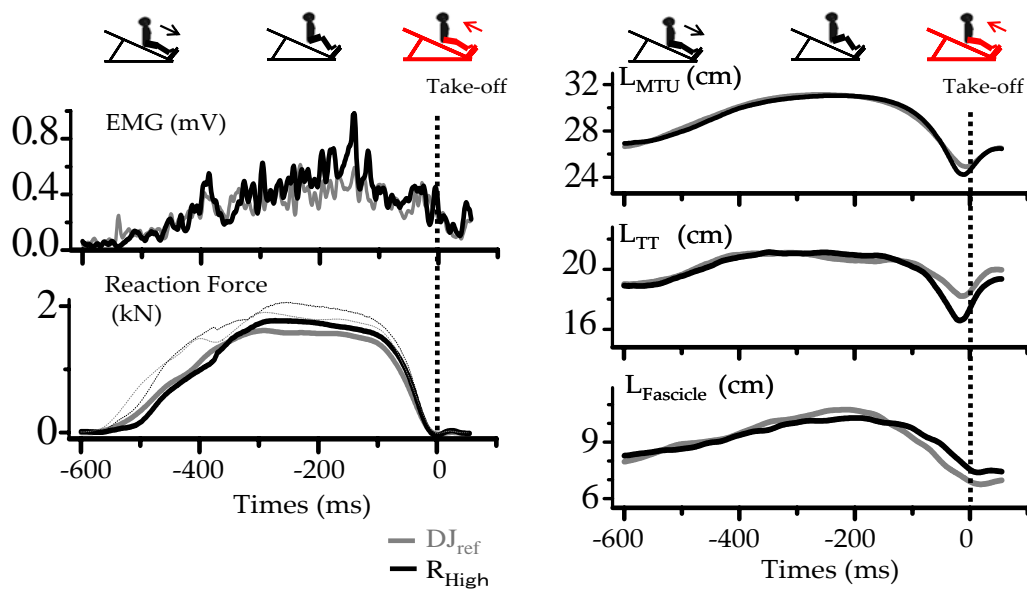 Take-off
EMG (mV)
0.8
0.4
0.0
Reaction Force
(kN)
2
0
-600
-400
-200
0
Times (ms)
DJref
RHigh
Take-off
LMTU (cm)
32
28
24
LTT (cm)
20
16
LFascicle (cm)
9
6
-600
-400
-200
0
Times (ms)